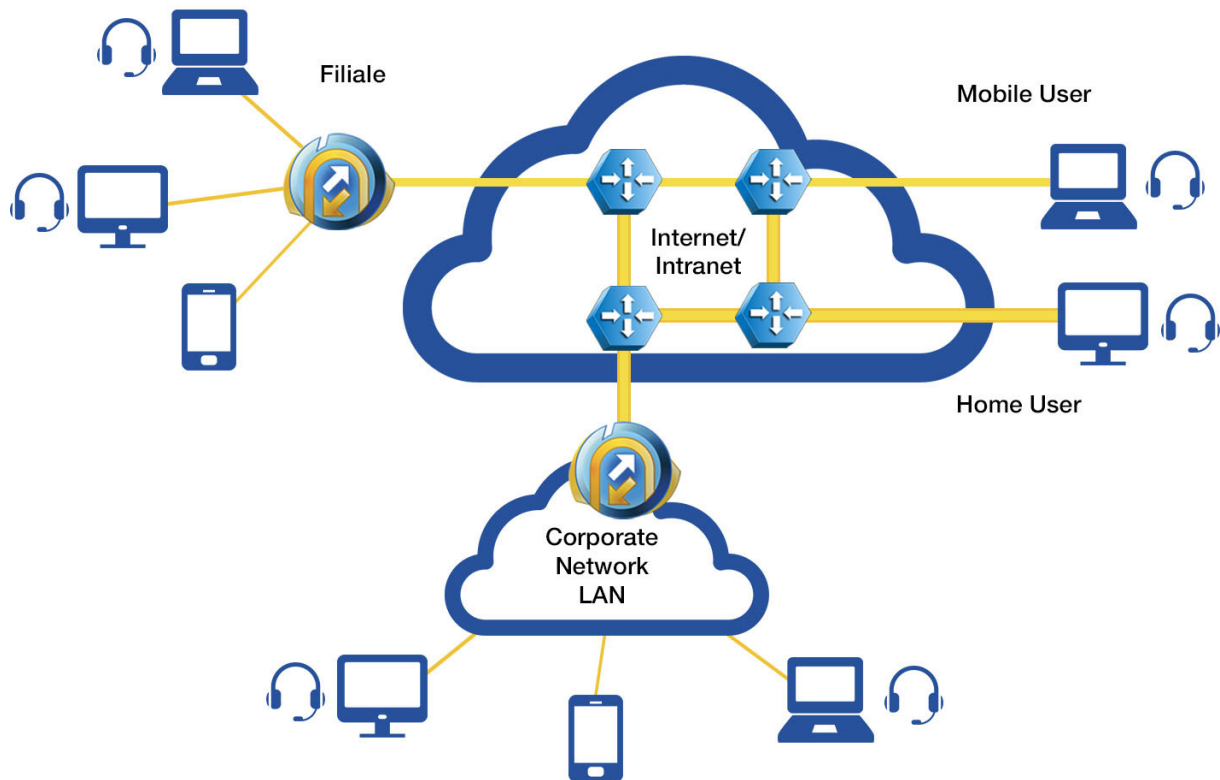 Filiale
Mobile User
Internet/
Intranet
Home User
Corporate
Network
LAN